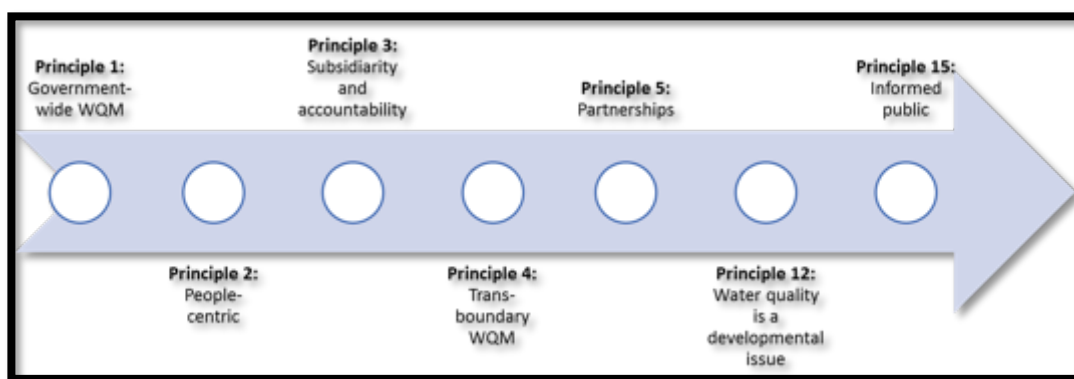 Principle 1:
Government-
wide WQM
Principle 2:
People-
centric
Principle 3:
Subsidiarity
and
accountability
Principle 4:
Trans-
boundary
WQM
Principle 5:
Partnerships
Principle 12:
Water quality
is a
developmental
issue
Principle 15:
Informed
public